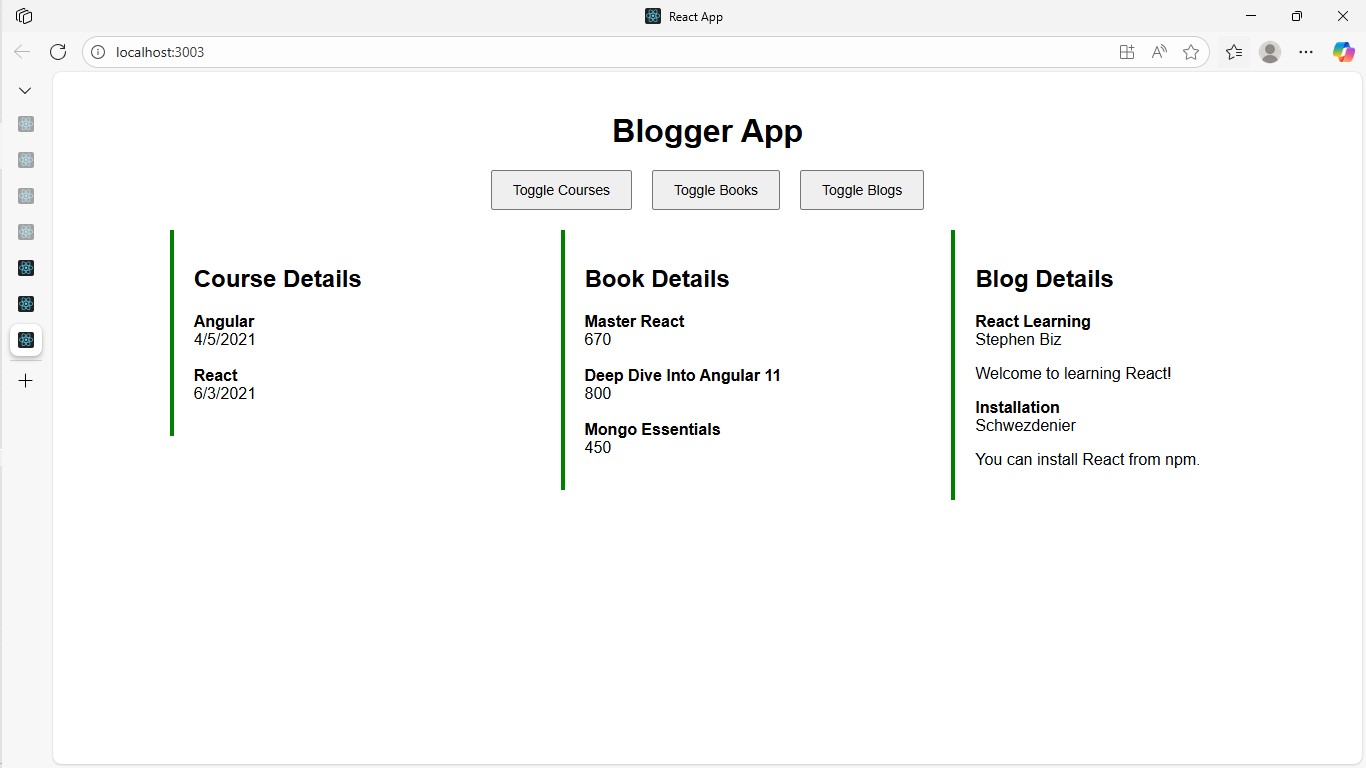 React App
localhost:3003
Blogger App
Toggle Courses
Toggle Books
Toggle Blogs
Course Details
Angular
4/5/2021
React
6/3/2021
Book Details
Master React
670
Deep Dive Into Angular 11
800
Mongo Essentials
450
Blog Details
React Learning
Stephen Biz
Welcome to learning React!
Installation
Schwezdenier
You can install React from npm.